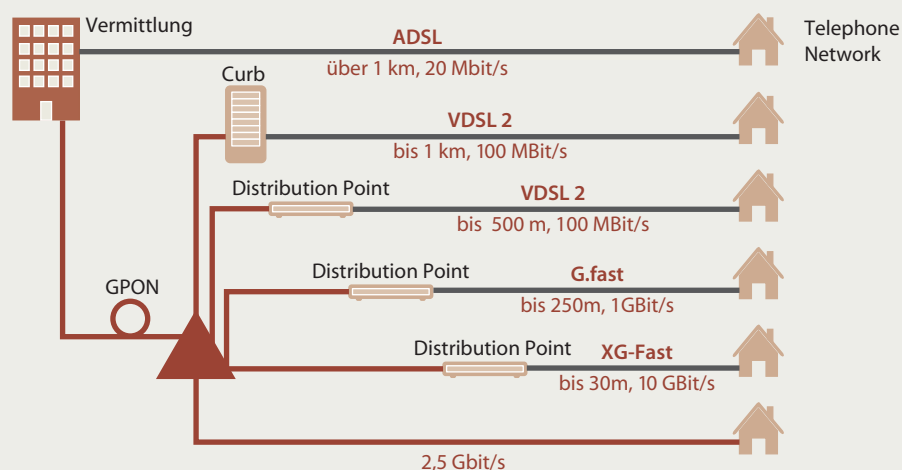 Vermittlung
ADSL
über 1 km, 20 Mbit/s
Telephone
Network
Curb
VDSL 2
bis 1 km, 100 MBit/s
Distribution Point
VDSL 2
bis 500 m, 100 MBit/s
Distribution Point
G.fast
bis 250m, 1GBit/s
GPON
Distribution Point
XG-Fast
bis 30m, 10 GBit/s
2,5 Gbit/s